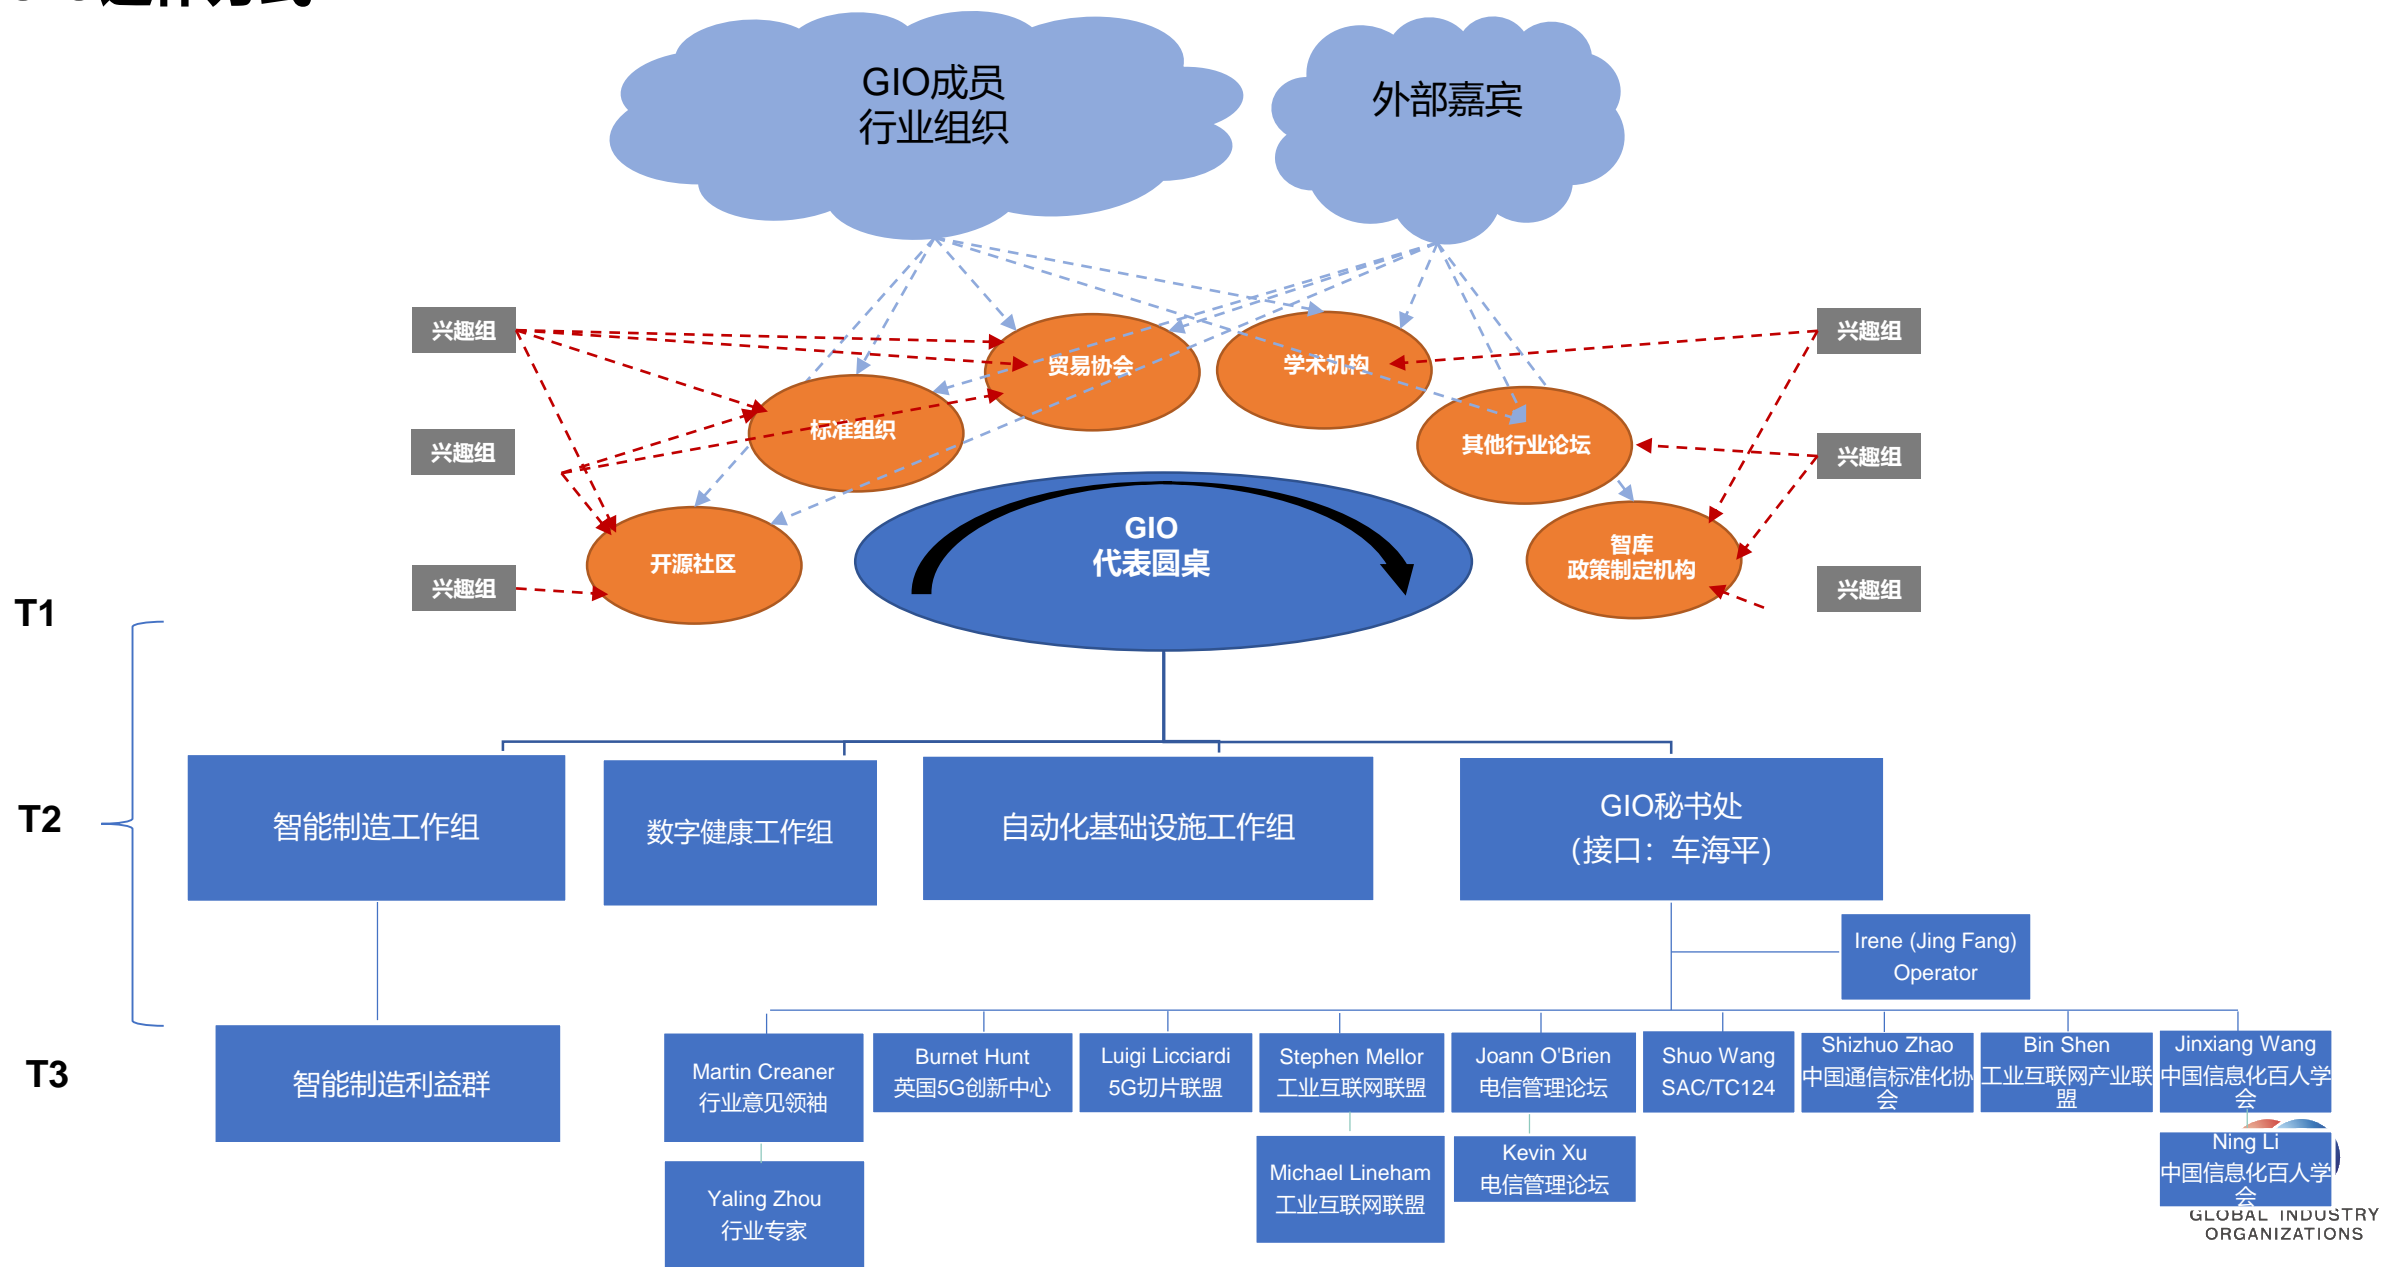 GIO运作方式
GIO成员
行业组织
外部嘉宾
兴趣组
兴趣组
兴趣组
兴趣组
兴趣组
兴趣组
贸易协会
学术机构
标准组织
其他行业论坛
开源社区
智库
政策制定机构
GIO
代表圆桌
T1
T2
T3
智能制造工作组
数字健康工作组
自动化基础设施工作组
GIO秘书处
（接口：车海平）
Irene (Jing Fang)
Operator
智能制造利益群
Martin Creaner
行业意见领袖
Burnet Hunt
英国5G创新中心
Luigi Licciardi
5G切片联盟
Stephen Mellor
工业互联网联盟
Joann O'Brien
电信管理论坛
Shuo Wang
SAC/TC124
Shizhuo Zhao
中国通信标准化协
会
Bin Shen
工业互联网产业联
盟
Jinxiang Wang
中国信息化百人学
会
Yaling Zhou
行业专家
Michael Lineham
工业互联网联盟
Kevin Xu
电信管理论坛
Ning Li
中国信息化百人学
会
GLOBAL INDUSTRY
ORGANIZATIONS